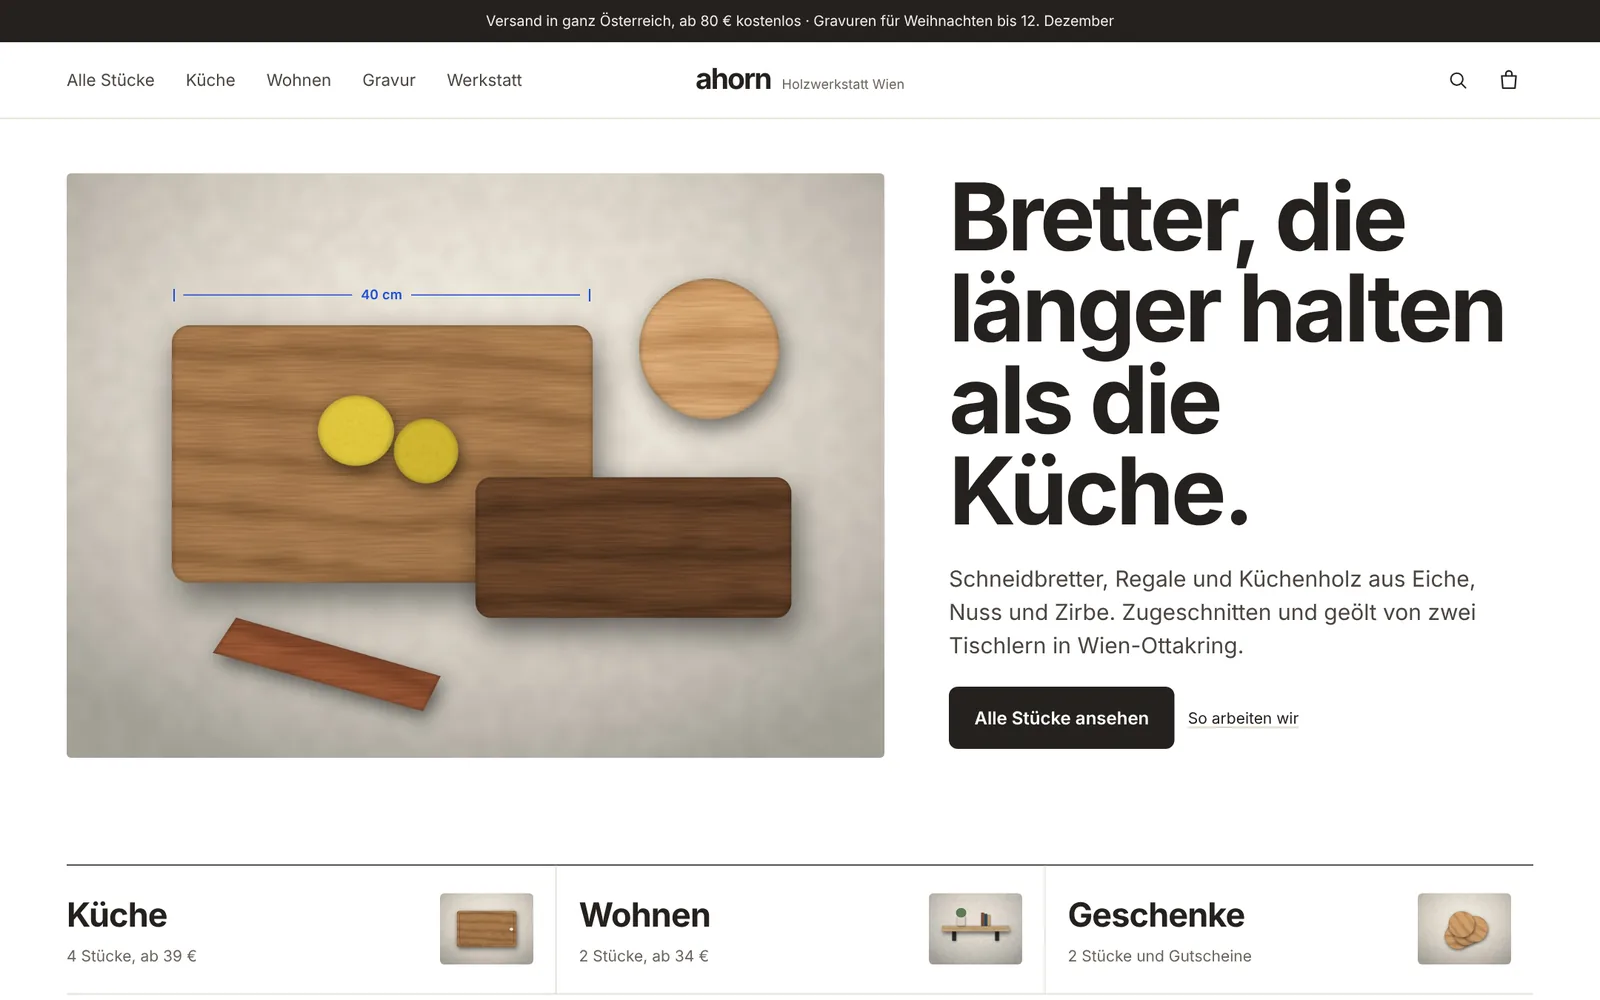 Versand in ganz Österreich, ab 80 € kostenlos · Gravuren für Weihnachten bis 12. Dezember
Alle Stücke Küche Wohnen Gravur Werkstatt
ahorn Holzwerkstatt Wien
40 cm
Bretter, die
länger halten
als die
Küche.
Schneidbretter, Regale und Küchenholz aus Eiche,
Nuss und Zirbe. Zugeschnitten und geölt von zwei
Tischlern in Wien-Ottakring.
Alle Stücke ansehen
So arbeiten wir
Küche
4 Stücke, ab 39 €
Wohnen
2 Stücke, ab 34 €
Geschenke
2 Stücke und Gutscheine